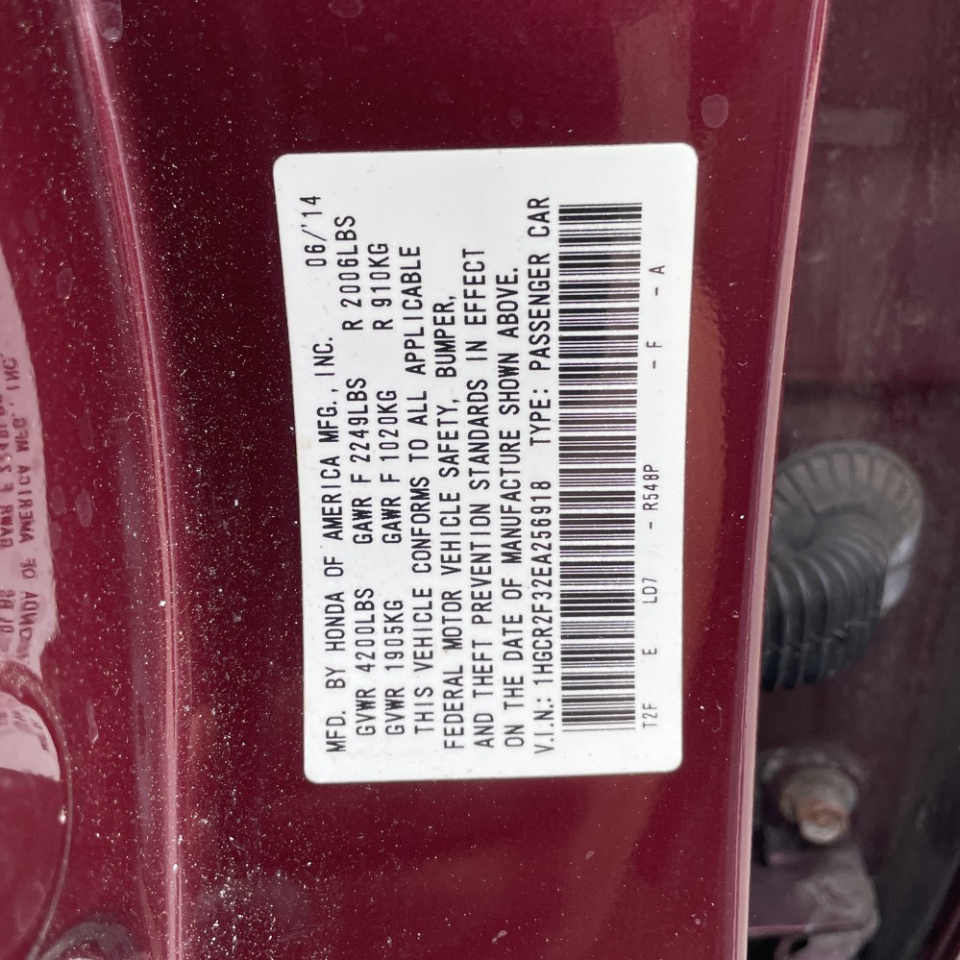 MFD. BY HONDA OF AMERICA MFG., INC. 06/'14
GVWR 4200LBS GAWR F 2249LBS R 2006LBS
GVWR 1905KG GAWR F 1020KG R 910KG
THIS VEHICLE CONFORMS TO ALL APPLICABLE
FEDERAL MOTOR VEHICLE SAFETY, BUMPER,
AND THEFT PREVENTION STANDARDS IN EFFECT
ON THE DATE OF MANUFACTURE SHOWN ABOVE.
V.I.N.: 1HGCR2F32EA256918 TYPE: PASSENGER CAR
T2F E LD7 - R548P - F - A